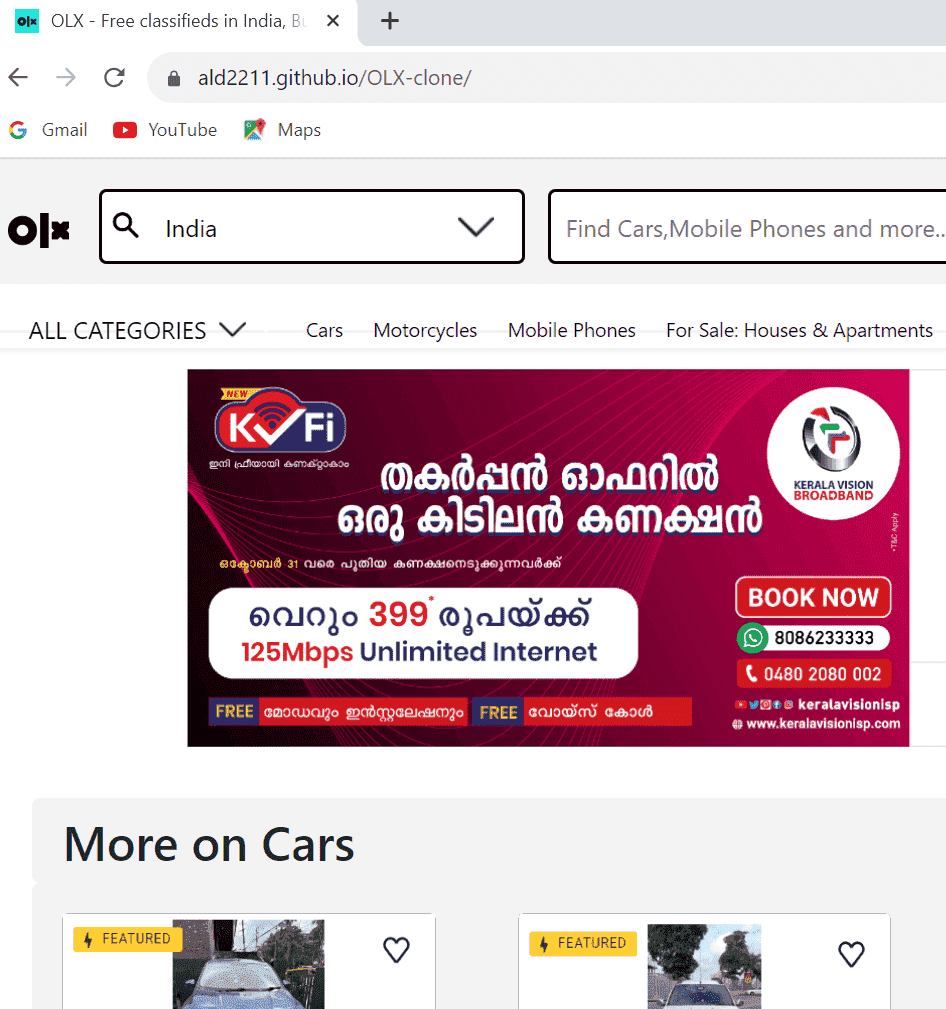 OLX - Free classifieds in India, Bu
ald2211.github.io/OLX-clone/
Gmail YouTube Maps
olx India Find Cars,Mobile Phones and more..
ALL CATEGORIES Cars Motorcycles Mobile Phones For Sale: Houses & Apartments
NEW
KVFi
ഇനി ഫ്രീയായി കണക്റ്റാകാം
തകർപ്പൻ ഓഫറിൽ
ഒരു കിടിലൻ കണക്ഷൻ
KERALA VISION
BROADBAND
*T&C Apply
ഒക്ടോബർ 31 വരെ പുതിയ കണക്ഷനെടുക്കുന്നവർക്ക്
വെറും 399* രൂപയ്ക്ക്
125Mbps Unlimited Internet
BOOK NOW
8086233333
0480 2080 002
FREE മോഡവും ഇൻസ്റ്റലേഷനും FREE വോയ്സ് കോൾ
keralavisionisp
www.keralavisionisp.com
More on Cars
FEATURED FEATURED